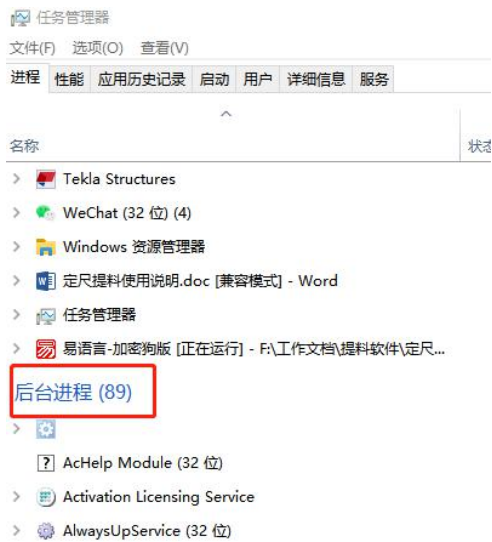 任务管理器
文件(F) 选项(O) 查看(V)
进程 性能 应用历史记录 启动 用户 详细信息 服务
名称 状态
Tekla Structures
WeChat (32 位) (4)
Windows 资源管理器
定尺提料使用说明.doc [兼容模式] - Word
任务管理器
易语言-加密狗版 [正在运行] - F:\工作文档\提料软件\定尺...
后台进程 (89)
AcHelp Module (32 位)
Activation Licensing Service
AlwaysUpService (32 位)